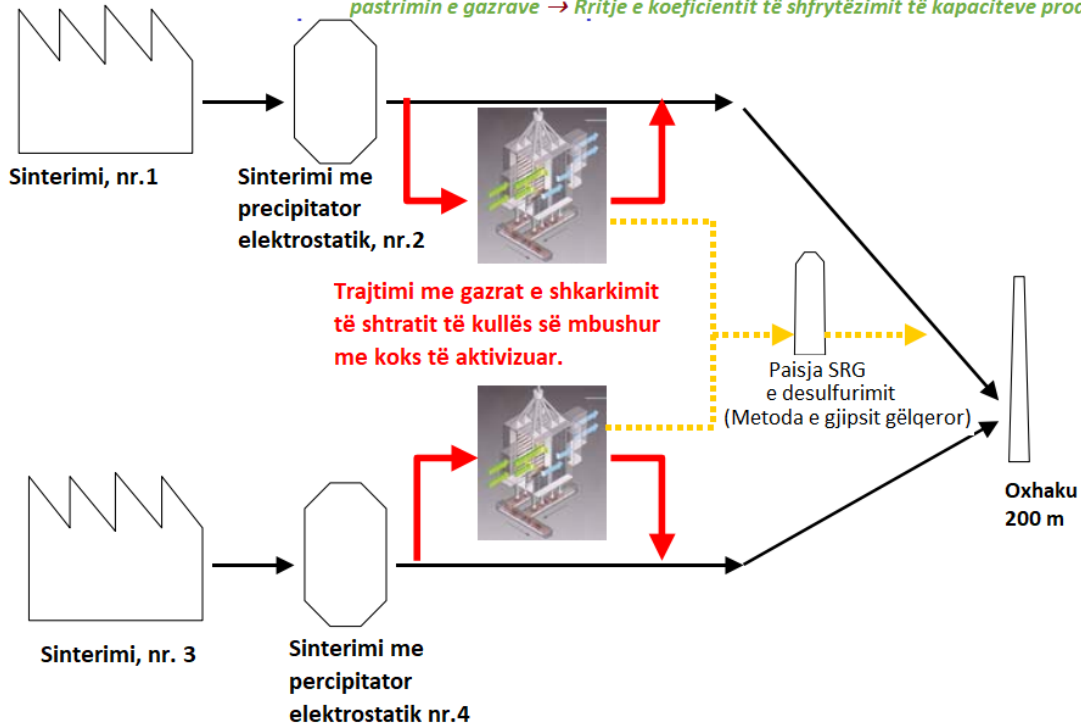 pastrimin e gazrave → Rritje e koeficientit të shfrytëzimit të kapaciteve
Sinterimi, nr.1
Sinterimi me
precipitator
elektrostatik, nr.2
Trajtimi me gazrat e shkarkimit
të shtratit të kullës së mbushur
me koks të aktivizuar.
Paisja SRG
e desulfurimit
(Metoda e gjipsit gëlqeror)
Oxhaku
200 m
Sinterimi, nr. 3
Sinterimi me
percipitator
elektrostatik nr.4